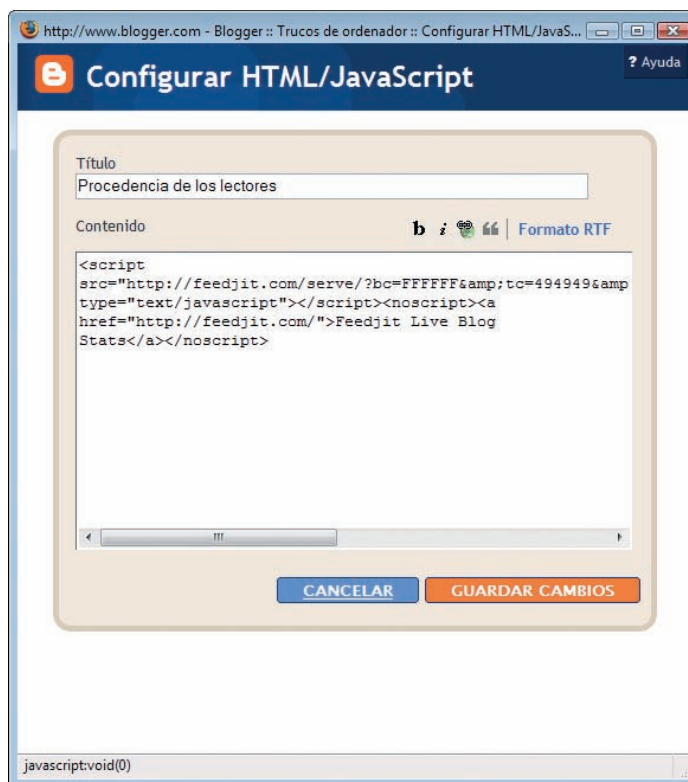 http://www.blogger.com - Blogger :: Trucos de ordenador :: Configurar HTML/JavaS...
Configurar HTML/JavaScript
? Ayuda
Título
Procedencia de los lectores
Contenido
b i Formato RTF
<script
src="http://feedjit.com/serve/?bc=FFFFFF&amp;tc=494949&amp
type="text/javascript"></script><noscript><a
href="http://feedjit.com/">Feedjit Live Blog
Stats</a></noscript>
CANCELAR GUARDAR CAMBIOS
javascript:void(0)